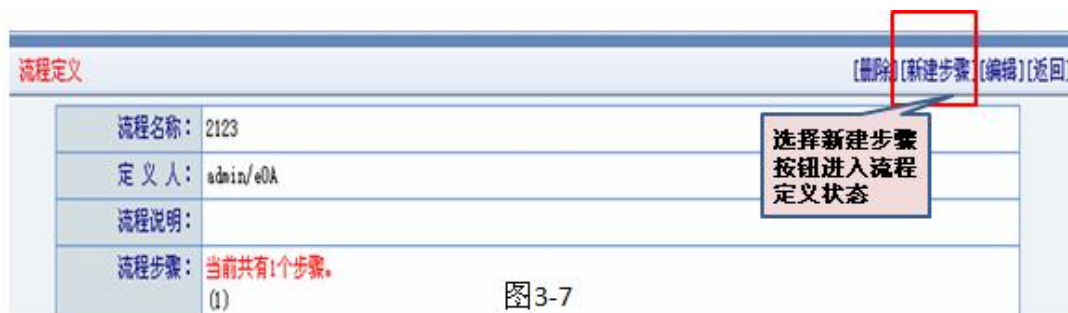 流程定义 [删除][新建步骤][编辑][返回]
流程名称： 2123
定 义 人： admin/eOA
流程说明：
流程步骤： 当前共有1个步骤。
(1)
选择新建步骤
按钮进入流程
定义状态
图3-7